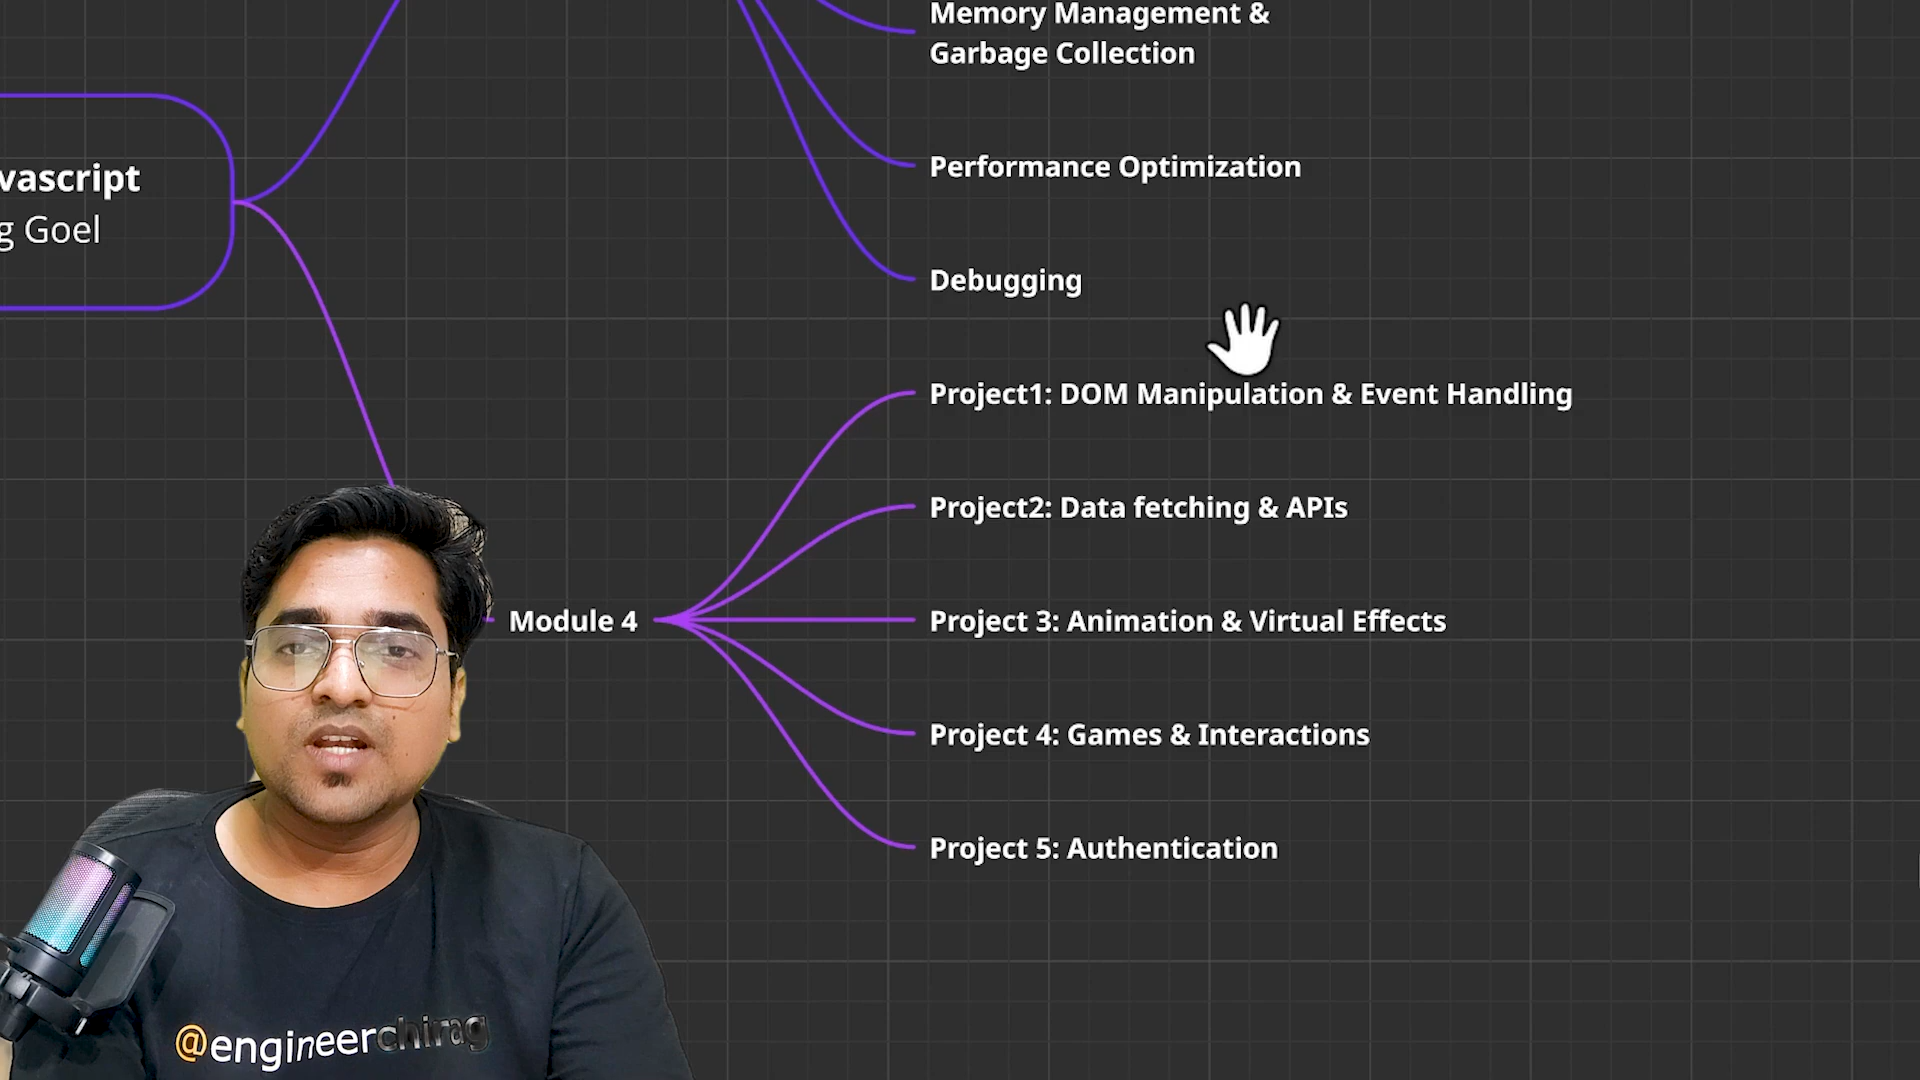 Memory Management &
Garbage Collection
Performance Optimization
Debugging
vascript
g Goel
Project1: DOM Manipulation & Event Handling
Project2: Data fetching & APIs
Module 4
Project 3: Animation & Virtual Effects
Project 4: Games & Interactions
Project 5: Authentication
@engineerchirag